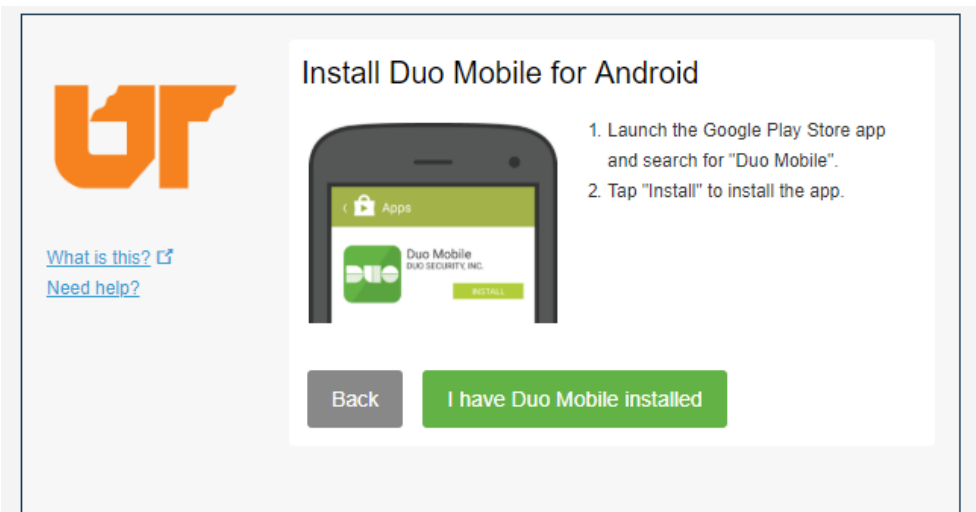 UT
Install Duo Mobile for Android
What is this?
Need help?
Apps
Duo Mobile
DUO SECURITY, INC.
DUO
INSTALL
1. Launch the Google Play Store app
and search for "Duo Mobile".
2. Tap "Install" to install the app.
Back
I have Duo Mobile installed